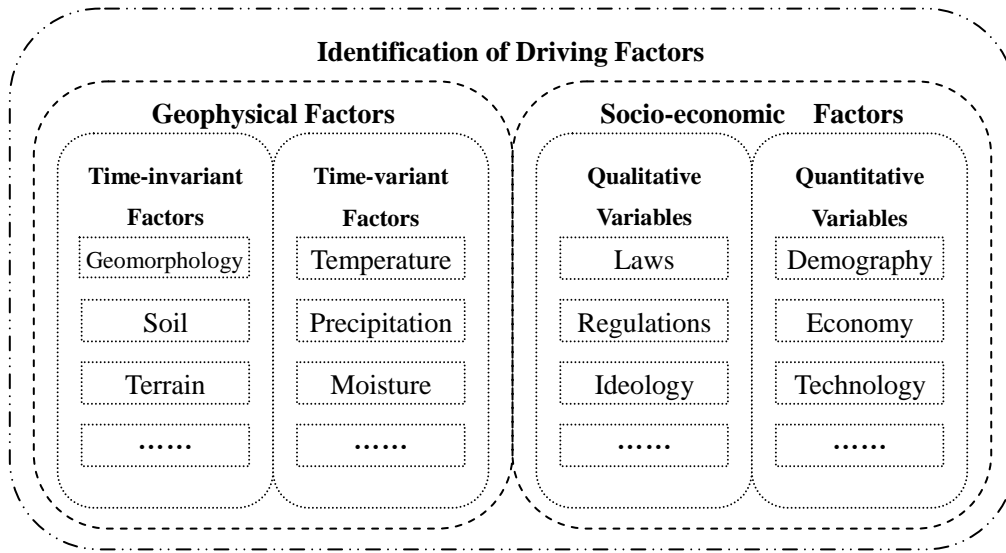 Identification of Driving Factors
Geophysical Factors
Time-invariant
Factors
Geomorphology
Soil
Terrain
……
Time-variant
Factors
Temperature
Precipitation
Moisture
……
Socio-economic Factors
Qualitative
Variables
Laws
Regulations
Ideology
……
Quantitative
Variables
Demography
Economy
Technology
……